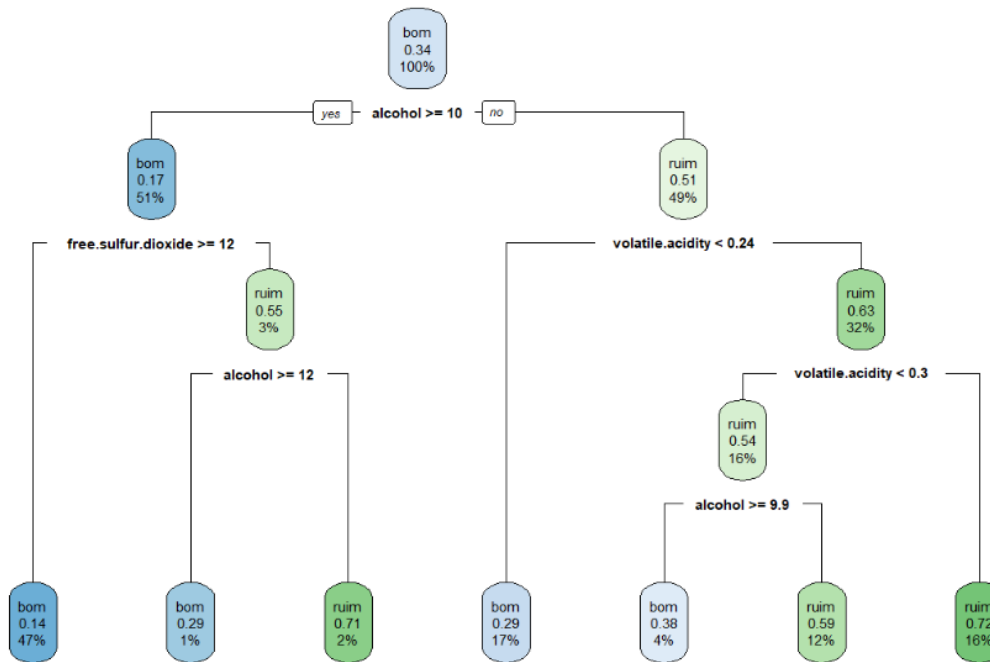 bom
0.34
100%
yes alcohol >= 10 no
bom
0.17
51%
ruim
0.51
49%
free.sulfur.dioxide >= 12
volatile.acidity < 0.24
ruim
0.55
3%
ruim
0.63
32%
alcohol >= 12
volatile.acidity < 0.3
ruim
0.54
16%
alcohol >= 9.9
bom
0.14
47%
bom
0.29
1%
ruim
0.71
2%
bom
0.29
17%
bom
0.38
4%
ruim
0.59
12%
ruim
0.72
16%